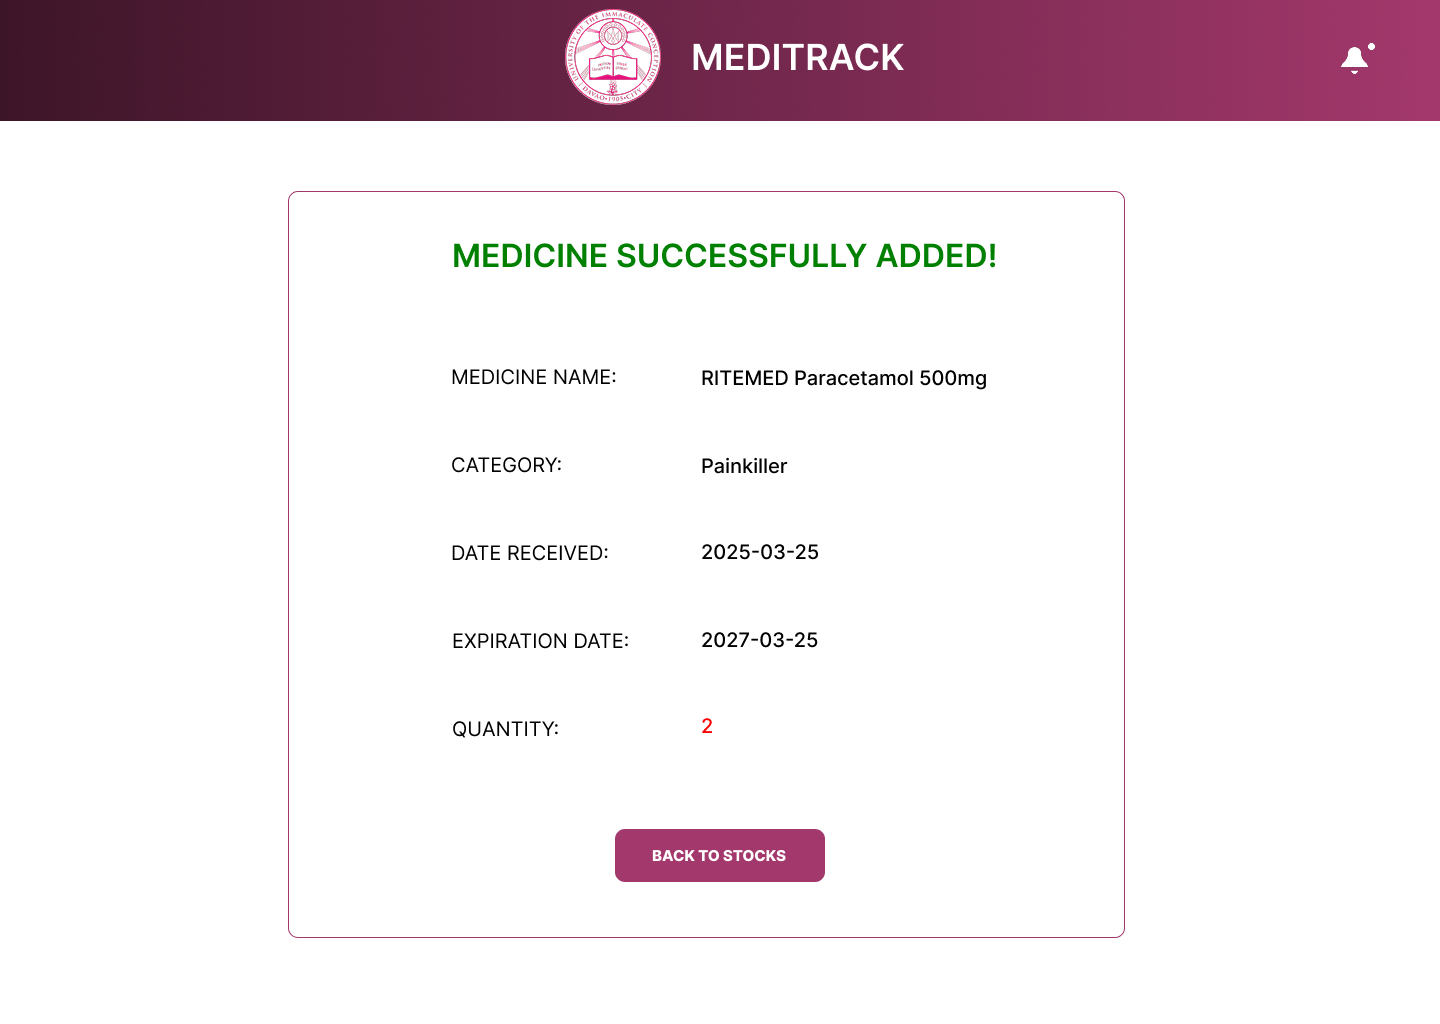 UNIVERSITY OF THE IMMACULATE CONCEPTION
DAVAO • 1905 • CITY
MEDITRACK
MEDICINE SUCCESSFULLY ADDED!
MEDICINE NAME: RITEMED Paracetamol 500mg
CATEGORY: Painkiller
DATE RECEIVED: 2025-03-25
EXPIRATION DATE: 2027-03-25
QUANTITY: 2
BACK TO STOCKS